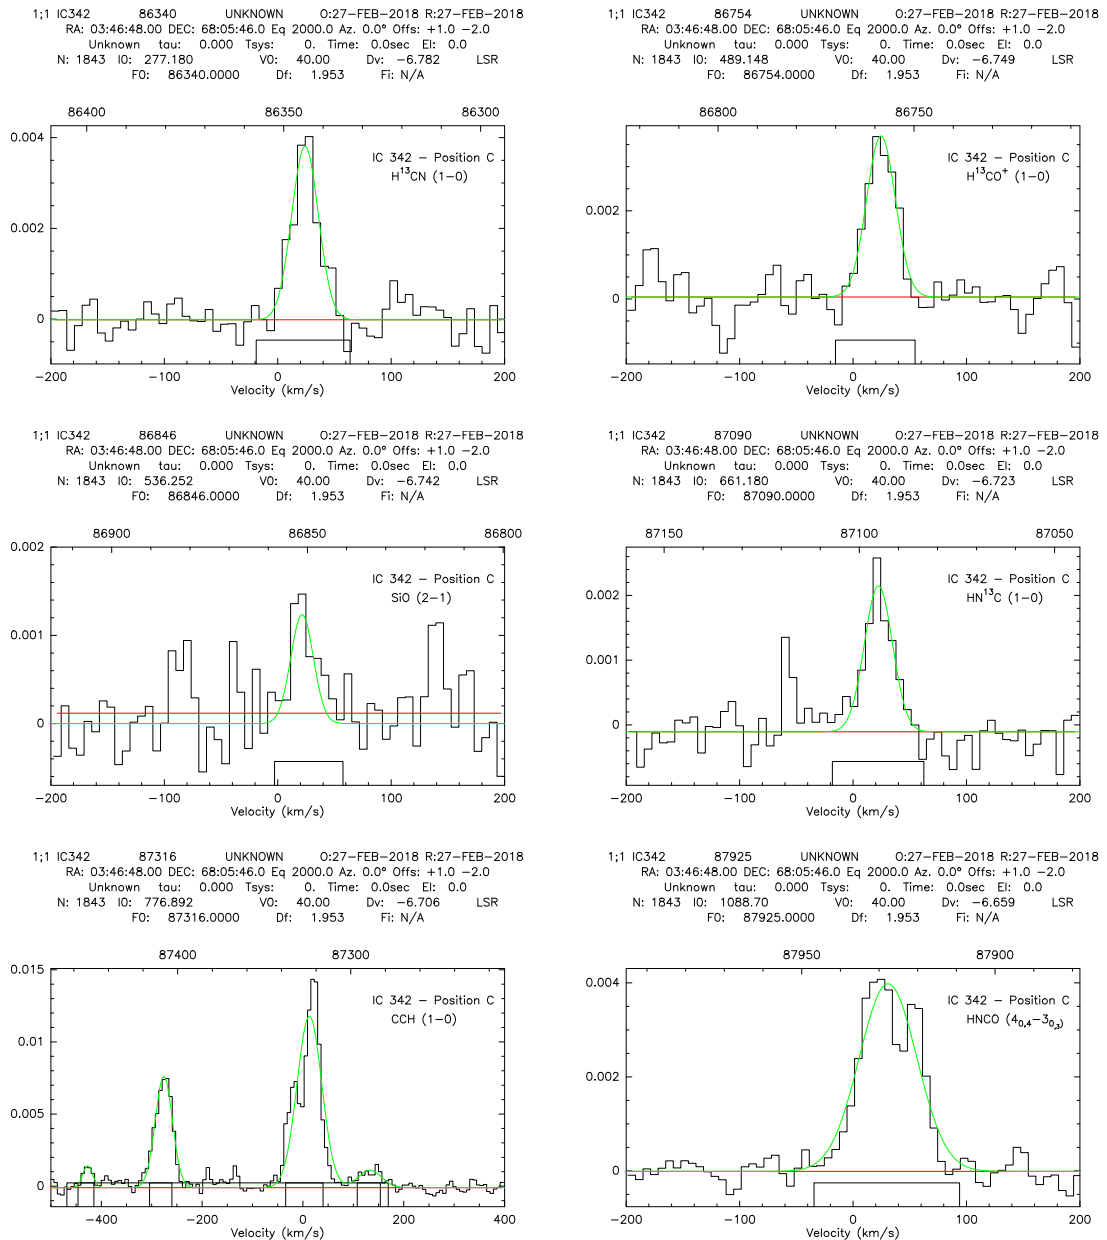 1;1 IC342 86340 UNKNOWN O:27-FEB-2018 R:27-FEB-2018
RA: 03:46:48.00 DEC: 68:05:46.0 Eq 2000.0 Az. 0.0° Offs: +1.0 -2.0
Unknown tau: 0.000 Tsys: 0. Time: 0.0sec El: 0.0
N: 1843 I0: 277.180 V0: 40.00 Dv: -6.782 LSR
F0: 86340.0000 Df: 1.953 Fi: N/A
86400 86350 86300
0.004
0.002
0
IC 342 - Position C
H¹³CN (1-0)
-200 -100 0 100 200
Velocity (km/s)
1;1 IC342 86754 UNKNOWN O:27-FEB-2018 R:27-FEB-2018
RA: 03:46:48.00 DEC: 68:05:46.0 Eq 2000.0 Az. 0.0° Offs: +1.0 -2.0
Unknown tau: 0.000 Tsys: 0. Time: 0.0sec El: 0.0
N: 1843 I0: 489.148 V0: 40.00 Dv: -6.749 LSR
F0: 86754.0000 Df: 1.953 Fi: N/A
86800 86750
0.002
0
IC 342 - Position C
H¹³CO⁺ (1-0)
-200 -100 0 100 200
Velocity (km/s)
1;1 IC342 86846 UNKNOWN O:27-FEB-2018 R:27-FEB-2018
RA: 03:46:48.00 DEC: 68:05:46.0 Eq 2000.0 Az. 0.0° Offs: +1.0 -2.0
Unknown tau: 0.000 Tsys: 0. Time: 0.0sec El: 0.0
N: 1843 I0: 536.252 V0: 40.00 Dv: -6.742 LSR
F0: 86846.0000 Df: 1.953 Fi: N/A
86900 86850 86800
0.002
0.001
0
IC 342 - Position C
SiO (2-1)
-200 -100 0 100 200
Velocity (km/s)
1;1 IC342 87090 UNKNOWN O:27-FEB-2018 R:27-FEB-2018
RA: 03:46:48.00 DEC: 68:05:46.0 Eq 2000.0 Az. 0.0° Offs: +1.0 -2.0
Unknown tau: 0.000 Tsys: 0. Time: 0.0sec El: 0.0
N: 1843 I0: 661.180 V0: 40.00 Dv: -6.723 LSR
F0: 87090.0000 Df: 1.953 Fi: N/A
87150 87100 87050
0.002
0.001
0
IC 342 - Position C
HN¹³C (1-0)
-200 -100 0 100 200
Velocity (km/s)
1;1 IC342 87316 UNKNOWN O:27-FEB-2018 R:27-FEB-2018
RA: 03:46:48.00 DEC: 68:05:46.0 Eq 2000.0 Az. 0.0° Offs: +1.0 -2.0
Unknown tau: 0.000 Tsys: 0. Time: 0.0sec El: 0.0
N: 1843 I0: 776.892 V0: 40.00 Dv: -6.706 LSR
F0: 87316.0000 Df: 1.953 Fi: N/A
87400 87300
0.015
0.01
0.005
0
IC 342 - Position C
CCH (1-0)
-400 -200 0 200 400
Velocity (km/s)
1;1 IC342 87925 UNKNOWN O:27-FEB-2018 R:27-FEB-2018
RA: 03:46:48.00 DEC: 68:05:46.0 Eq 2000.0 Az. 0.0° Offs: +1.0 -2.0
Unknown tau: 0.000 Tsys: 0. Time: 0.0sec El: 0.0
N: 1843 I0: 1088.70 V0: 40.00 Dv: -6.659 LSR
F0: 87925.0000 Df: 1.953 Fi: N/A
87950 87900
0.004
0.002
0
IC 342 - Position C
HNCO (4₀,₄-3₀,₃)
-200 -100 0 100 200
Velocity (km/s)